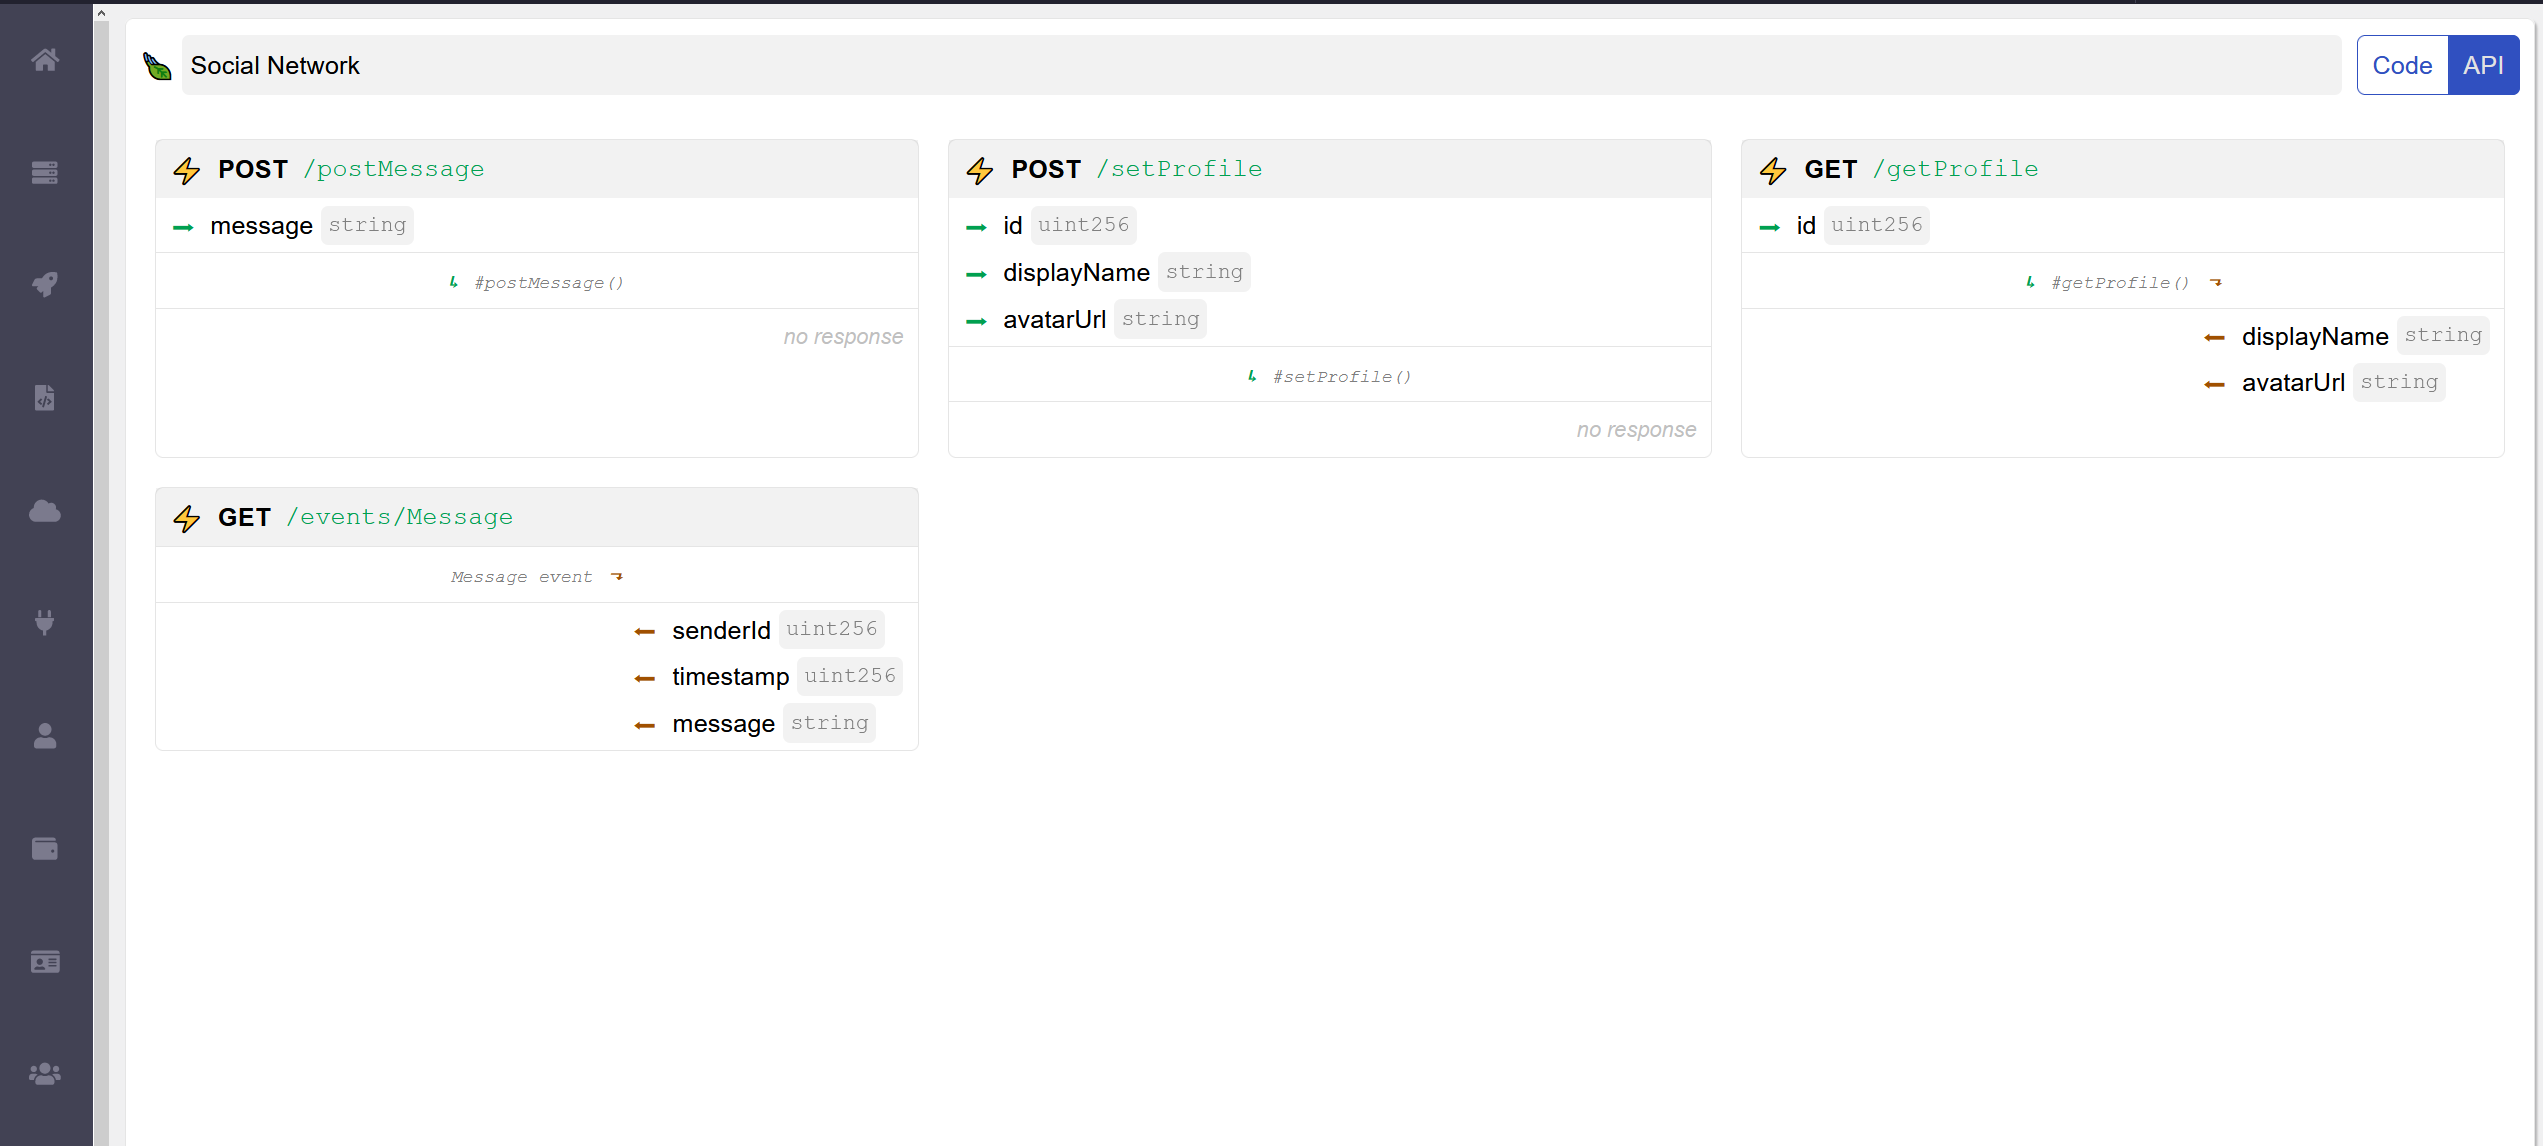 Social Network
Code API
POST /postMessage
message string
#postMessage()
no response
POST /setProfile
id uint256
displayName string
avatarUrl string
#setProfile()
no response
GET /getProfile
id uint256
#getProfile()
displayName string
avatarUrl string
GET /events/Message
Message event
senderId uint256
timestamp uint256
message string